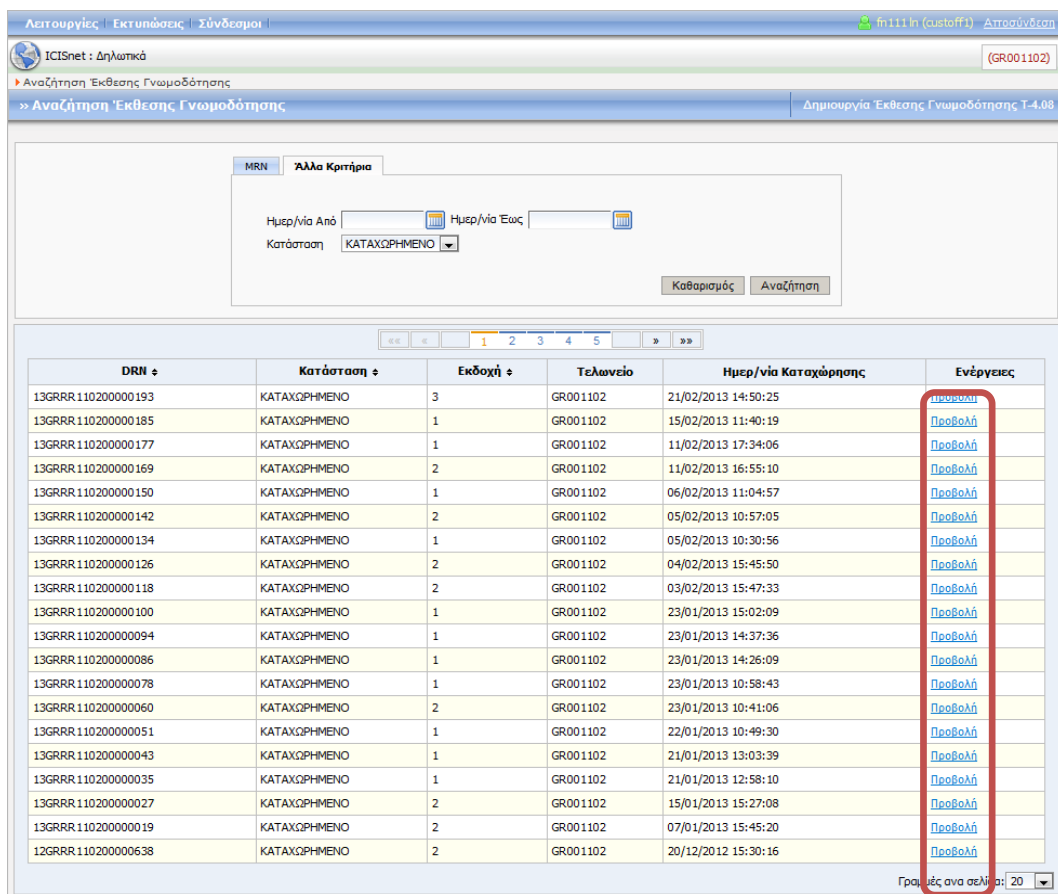 Λειτουργίες | Εκτυπώσεις | Σύνδεσμοι |
fn111 ln (custoff1) Αποσύνδεση
ICISnet : Δηλωτικά
(GR001102)
Αναζήτηση Έκθεσης Γνωμοδότησης
» Αναζήτηση Έκθεσης Γνωμοδότησης
Δημιουργία Έκθεσης Γνωμοδότησης Τ-4.08
MRN Άλλα Κριτήρια
Ημερ/νία Από Ημερ/νία Έως
Κατάσταση ΚΑΤΑΧΩΡΗΜΕΝΟ
Καθαρισμός Αναζήτηση
«« « 1 2 3 4 5 » »»
DRN Κατάσταση Εκδοχή Τελωνείο Ημερ/νία Καταχώρησης Ενέργειες
13GRRR110200000193 ΚΑΤΑΧΩΡΗΜΕΝΟ 3 GR001102 21/02/2013 14:50:25 Προβολή
13GRRR110200000185 ΚΑΤΑΧΩΡΗΜΕΝΟ 1 GR001102 15/02/2013 11:40:19 Προβολή
13GRRR110200000177 ΚΑΤΑΧΩΡΗΜΕΝΟ 1 GR001102 11/02/2013 17:34:06 Προβολή
13GRRR110200000169 ΚΑΤΑΧΩΡΗΜΕΝΟ 2 GR001102 11/02/2013 16:55:10 Προβολή
13GRRR110200000150 ΚΑΤΑΧΩΡΗΜΕΝΟ 1 GR001102 06/02/2013 11:04:57 Προβολή
13GRRR110200000142 ΚΑΤΑΧΩΡΗΜΕΝΟ 2 GR001102 05/02/2013 10:57:05 Προβολή
13GRRR110200000134 ΚΑΤΑΧΩΡΗΜΕΝΟ 1 GR001102 05/02/2013 10:30:56 Προβολή
13GRRR110200000126 ΚΑΤΑΧΩΡΗΜΕΝΟ 2 GR001102 04/02/2013 15:45:50 Προβολή
13GRRR110200000118 ΚΑΤΑΧΩΡΗΜΕΝΟ 2 GR001102 03/02/2013 15:47:33 Προβολή
13GRRR110200000100 ΚΑΤΑΧΩΡΗΜΕΝΟ 1 GR001102 23/01/2013 15:02:09 Προβολή
13GRRR110200000094 ΚΑΤΑΧΩΡΗΜΕΝΟ 1 GR001102 23/01/2013 14:37:36 Προβολή
13GRRR110200000086 ΚΑΤΑΧΩΡΗΜΕΝΟ 1 GR001102 23/01/2013 14:26:09 Προβολή
13GRRR110200000078 ΚΑΤΑΧΩΡΗΜΕΝΟ 1 GR001102 23/01/2013 10:58:43 Προβολή
13GRRR110200000060 ΚΑΤΑΧΩΡΗΜΕΝΟ 2 GR001102 23/01/2013 10:41:06 Προβολή
13GRRR110200000051 ΚΑΤΑΧΩΡΗΜΕΝΟ 1 GR001102 22/01/2013 10:49:30 Προβολή
13GRRR110200000043 ΚΑΤΑΧΩΡΗΜΕΝΟ 1 GR001102 21/01/2013 13:03:39 Προβολή
13GRRR110200000035 ΚΑΤΑΧΩΡΗΜΕΝΟ 1 GR001102 21/01/2013 12:58:10 Προβολή
13GRRR110200000027 ΚΑΤΑΧΩΡΗΜΕΝΟ 2 GR001102 15/01/2013 15:27:08 Προβολή
13GRRR110200000019 ΚΑΤΑΧΩΡΗΜΕΝΟ 2 GR001102 07/01/2013 15:45:20 Προβολή
12GRRR110200000638 ΚΑΤΑΧΩΡΗΜΕΝΟ 2 GR001102 20/12/2012 15:30:16 Προβολή
Γραμμές ανα σελίδα: 20